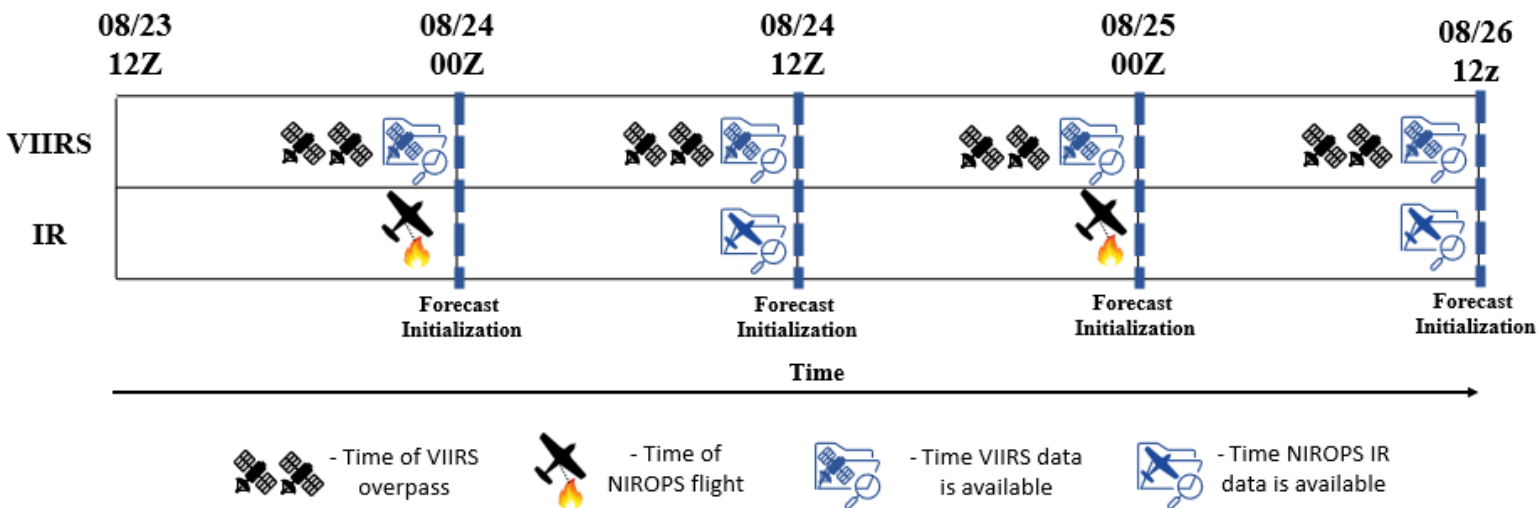 08/23 08/24 08/24 08/25 08/26
12Z 00Z 12Z 00Z 12z
VIIRS
IR
Forecast Initialization Forecast Initialization Forecast Initialization Forecast Initialization
Time
- Time of VIIRS overpass
- Time of NIROPS flight
- Time VIIRS data is available
- Time NIROPS IR data is available